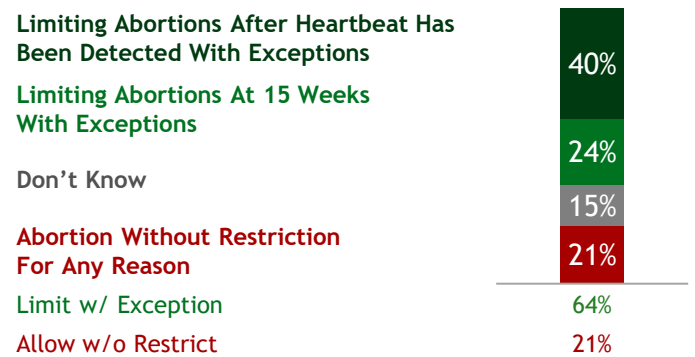 Limiting Abortions After Heartbeat Has
Been Detected With Exceptions
40%
Limiting Abortions At 15 Weeks
With Exceptions
24%
Don't Know
15%
Abortion Without Restriction
For Any Reason
21%
Limit w/ Exception 64%
Allow w/o Restrict 21%